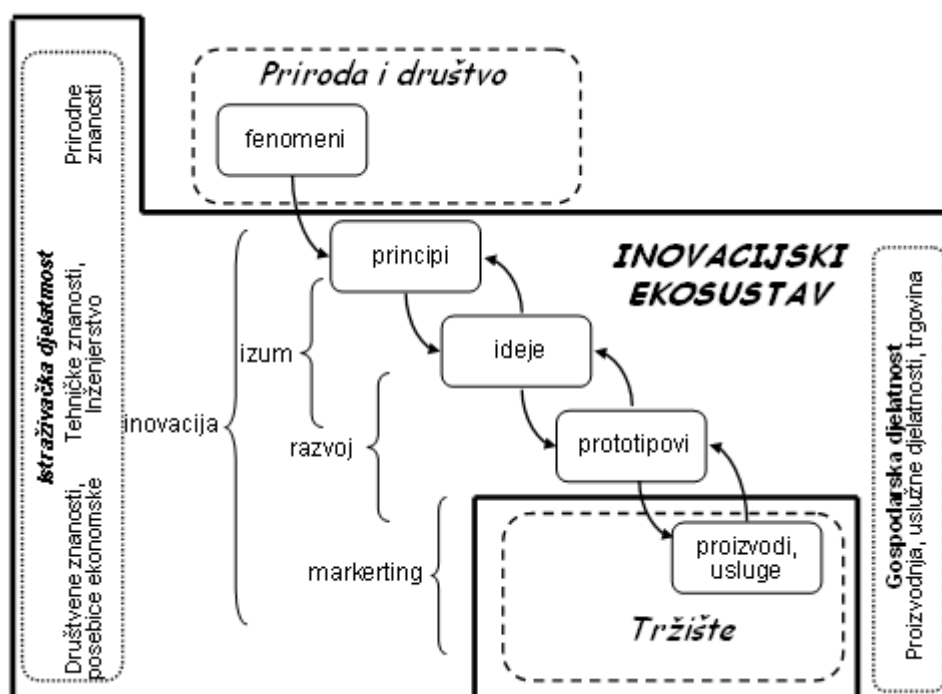 Priroda i društvo
fenomeni
principi
ideje
prototipovi
proizvodi,
usluge
Tržište
INOVACIJSKI
EKOSUSTAV
inovacija
izum
razvoj
markerting
Istraživačka djelatmost
Prirodne
znanosti
Tehničke znanosti,
Inženjerstvo
Društvene znanosti,
posebice ekonomske
Gospodarska djelatnost
Proizvodnja, uslužne djelatnosti, trgovina